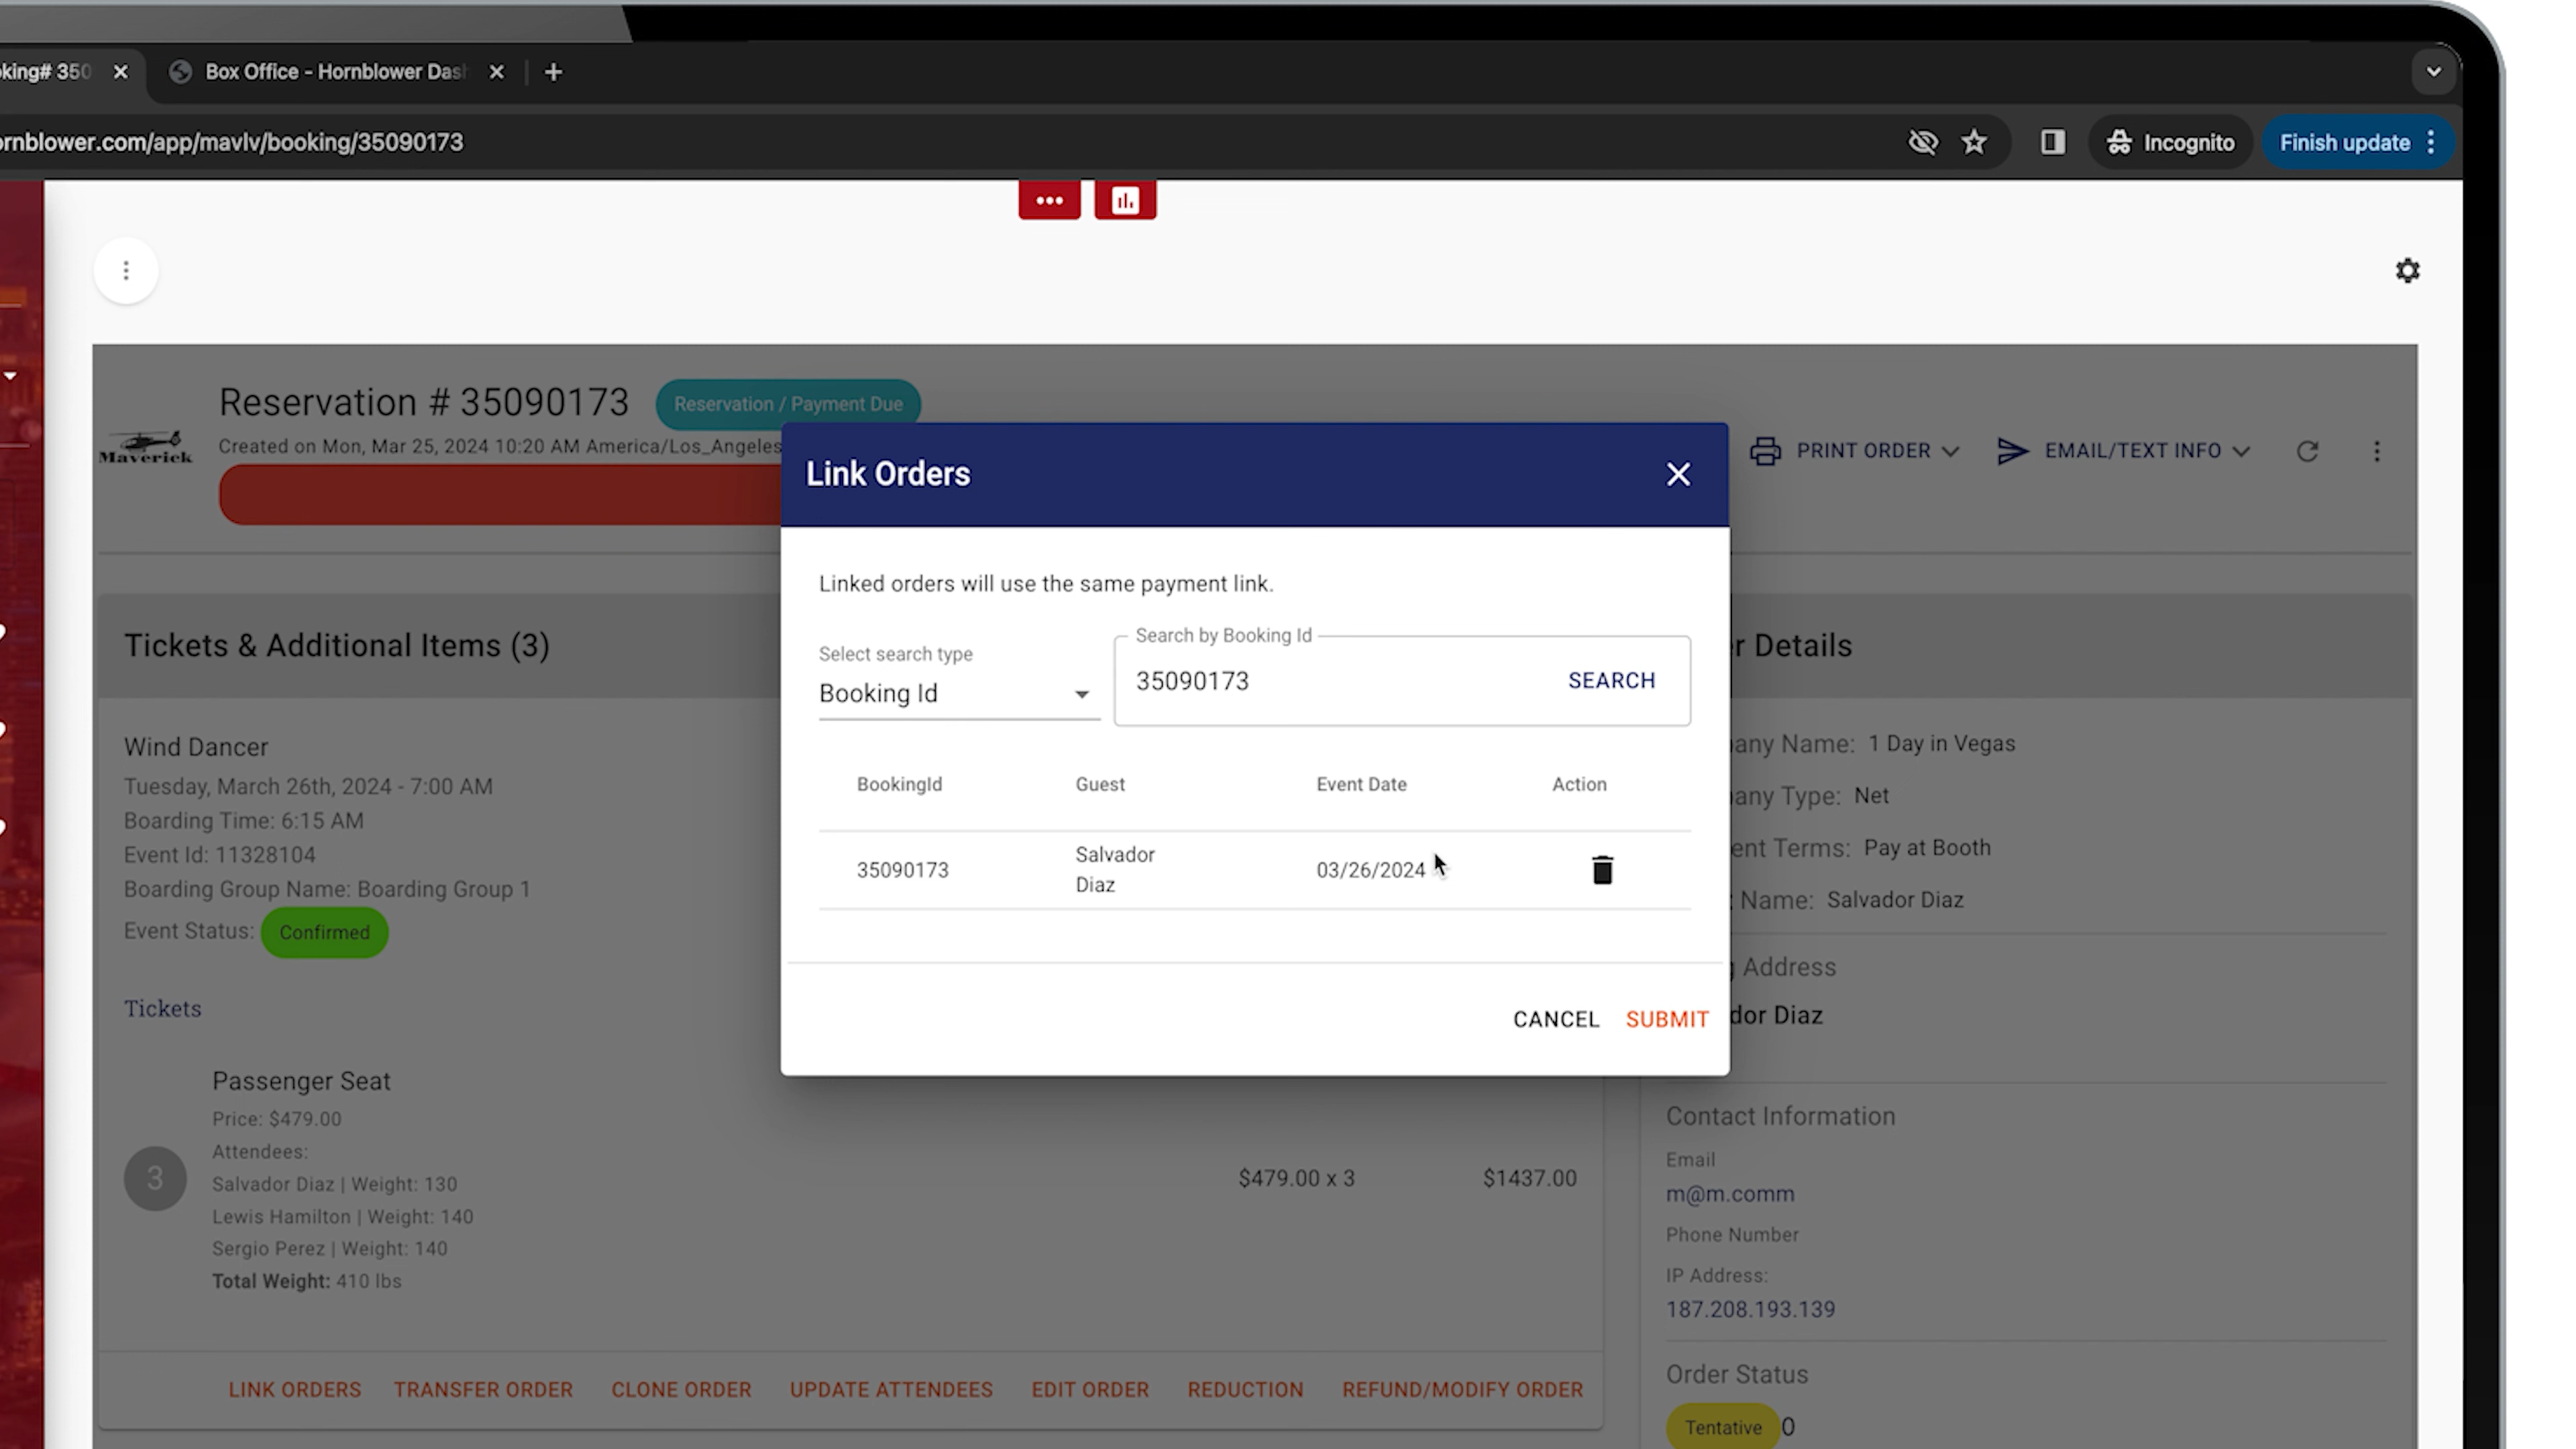 king# 350
Box Office - Hornblower Das
ornblower.com/app/mavlv/booking/35090173
Incognito
Finish update
Reservation # 35090173
Reservation / Payment Due
Maverick
Created on Mon, Mar 25, 2024 10:20 AM America/Los_Angeles
PRINT ORDER
EMAIL/TEXT INFO
Link Orders
Linked orders will use the same payment link.
Select search type
Booking Id
Search by Booking Id
35090173
SEARCH
BookingId Guest Event Date Action
35090173 Salvador Diaz 03/26/2024
CANCEL SUBMIT
Tickets & Additional Items (3)
Wind Dancer
Tuesday, March 26th, 2024 - 7:00 AM
Boarding Time: 6:15 AM
Event Id: 11328104
Boarding Group Name: Boarding Group 1
Event Status: Confirmed
Tickets
3
Passenger Seat
Price: $479.00
Attendees:
Salvador Diaz | Weight: 130
Lewis Hamilton | Weight: 140
Sergio Perez | Weight: 140
Total Weight: 410 lbs
$479.00 x 3 $1437.00
LINK ORDERS TRANSFER ORDER CLONE ORDER UPDATE ATTENDEES EDIT ORDER REDUCTION REFUND/MODIFY ORDER
r Details
any Name: 1 Day in Vegas
any Type: Net
ent Terms: Pay at Booth
Name: Salvador Diaz
g Address
dor Diaz
Contact Information
Email
m@m.comm
Phone Number
IP Address:
187.208.193.139
Order Status
Tentative 0